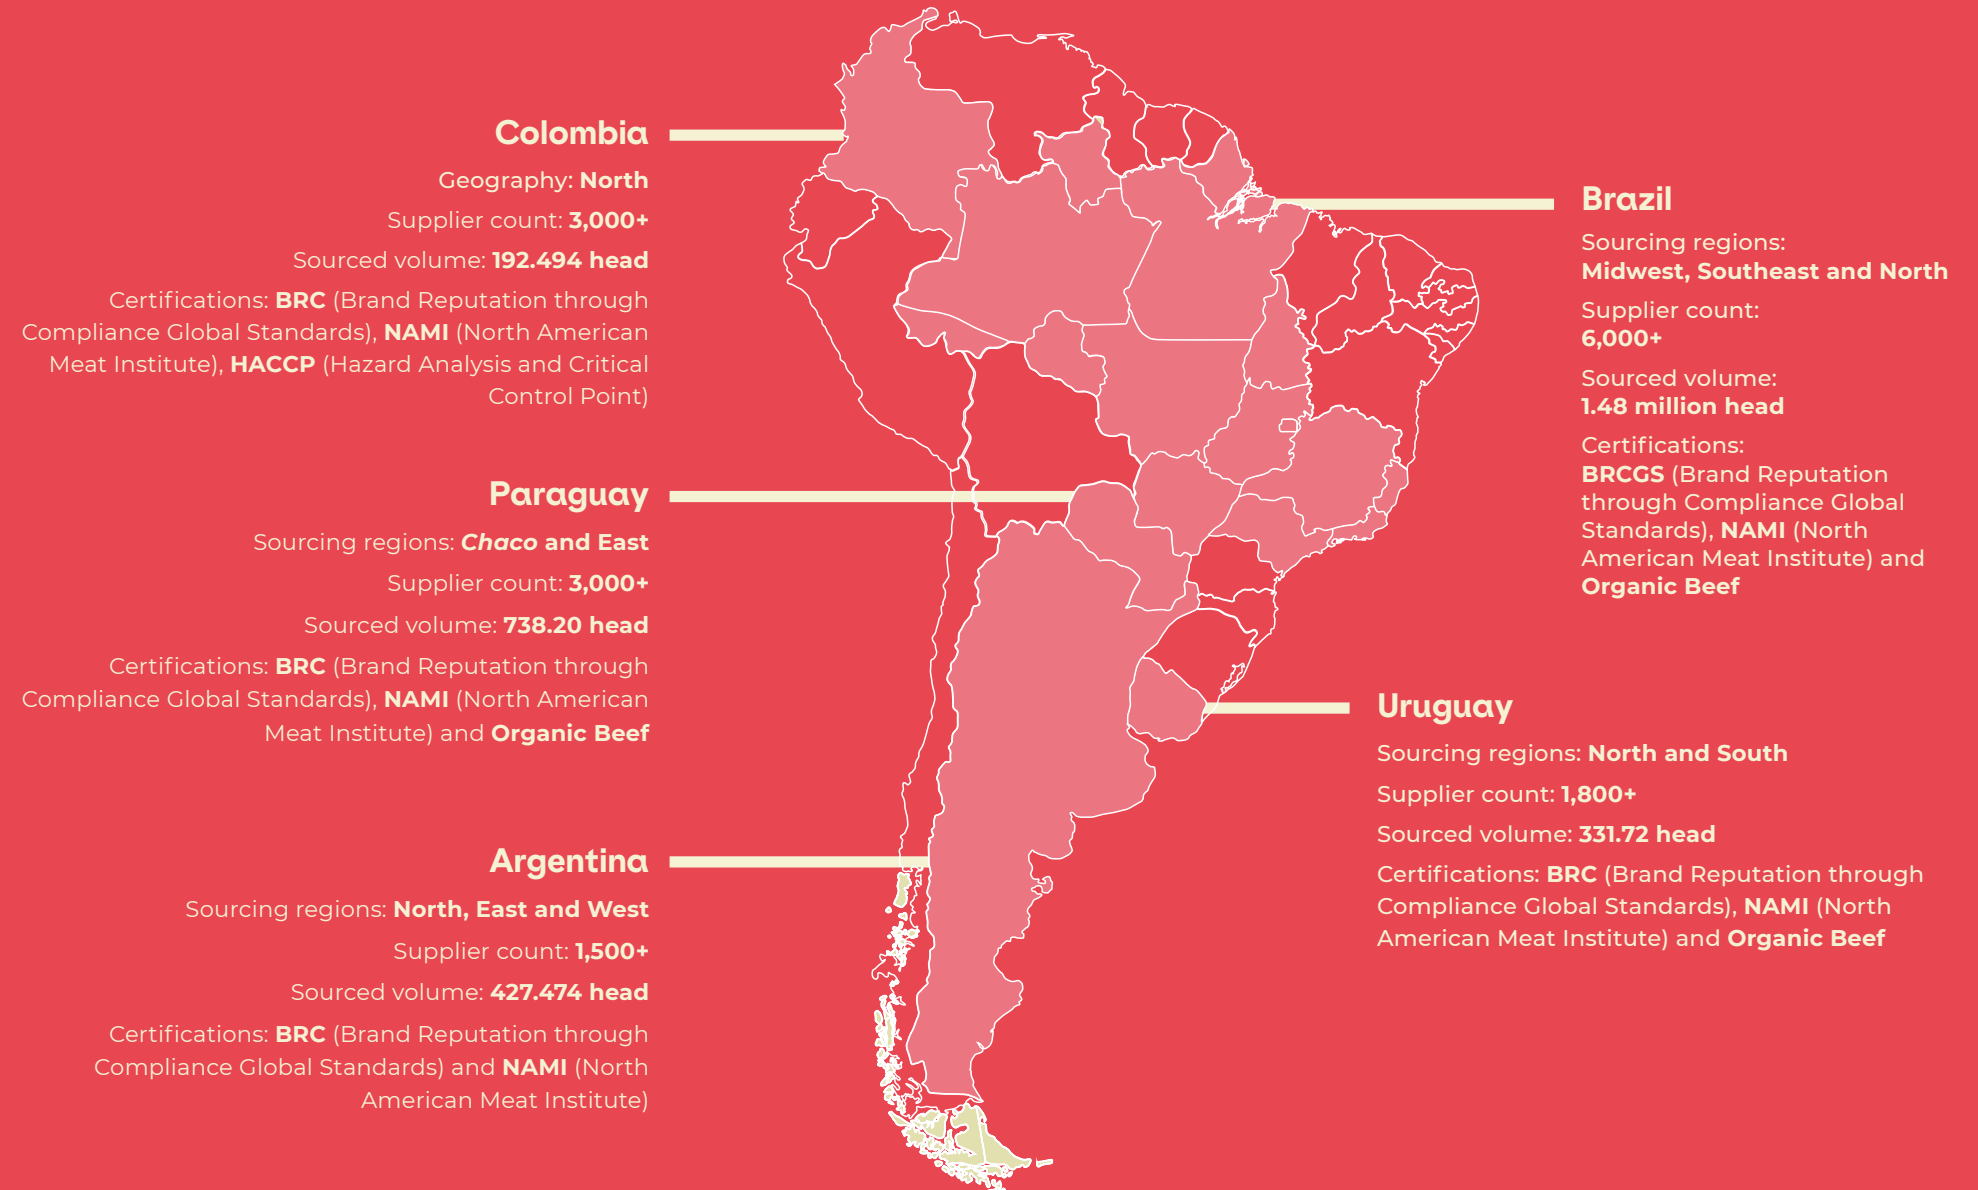 Colombia
Geography: North
Supplier count: 3,000+
Sourced volume: 192.494 head
Certifications: BRC (Brand Reputation through
Compliance Global Standards), NAMI (North American
Meat Institute), HACCP (Hazard Analysis and Critical
Control Point)
Paraguay
Sourcing regions: Chaco and East
Supplier count: 3,000+
Sourced volume: 738.20 head
Certifications: BRC (Brand Reputation through
Compliance Global Standards), NAMI (North American
Meat Institute) and Organic Beef
Argentina
Sourcing regions: North, East and West
Supplier count: 1,500+
Sourced volume: 427.474 head
Certifications: BRC (Brand Reputation through
Compliance Global Standards) and NAMI (North
American Meat Institute)
Brazil
Sourcing regions:
Midwest, Southeast and North
Supplier count:
6,000+
Sourced volume:
1.48 million head
Certifications:
BRCGS (Brand Reputation
through Compliance Global
Standards), NAMI (North
American Meat Institute) and
Organic Beef
Uruguay
Sourcing regions: North and South
Supplier count: 1,800+
Sourced volume: 331.72 head
Certifications: BRC (Brand Reputation through
Compliance Global Standards), NAMI (North
American Meat Institute) and Organic Beef